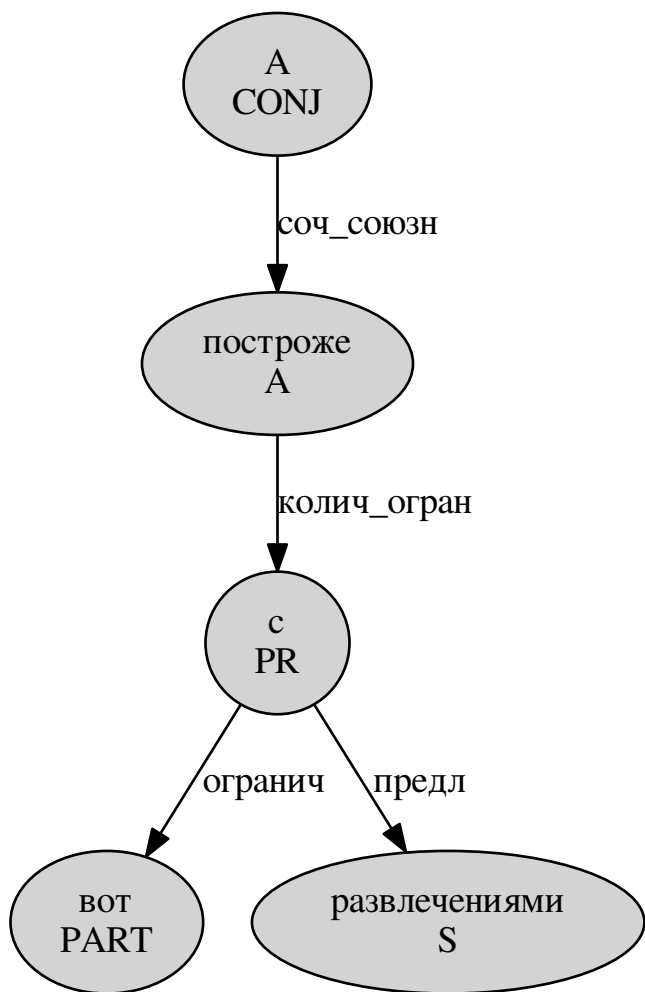 А
CONJ
соч_союзн
построже
A
колич_огран
с
PR
огранич
предл
вот
PART
развлечениями
S